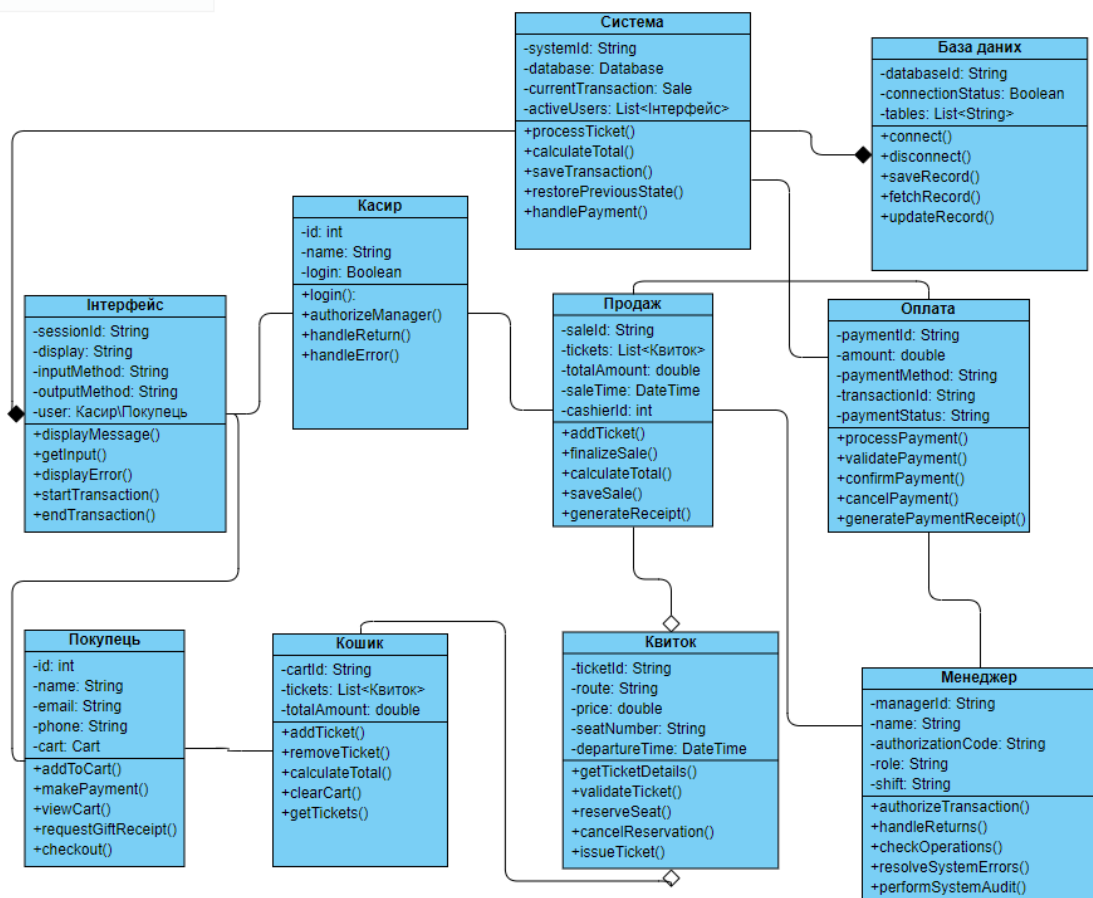 Система
-systemId: String
-database: Database
-currentTransaction: Sale
-activeUsers: List<Інтерфейс>
+processTicket()
+calculateTotal()
+saveTransaction()
+restorePreviousState()
+handlePayment()
База даних
-databaseId: String
-connectionStatus: Boolean
-tables: List<String>
+connect()
+disconnect()
+saveRecord()
+fetchRecord()
+updateRecord()
Касир
-id: int
-name: String
-login: Boolean
+login():
+authorizeManager()
+handleReturn()
+handleError()
Інтерфейс
-sessionId: String
-display: String
-inputMethod: String
-outputMethod: String
-user: Касир\Покупець
+displayMessage()
+getInput()
+displayError()
+startTransaction()
+endTransaction()
Продаж
-saleId: String
-tickets: List<Квиток>
-totalAmount: double
-saleTime: DateTime
-cashierId: int
+addTicket()
+finalizeSale()
+calculateTotal()
+saveSale()
+generateReceipt()
Оплата
-paymentId: String
-amount: double
-paymentMethod: String
-transactionId: String
-paymentStatus: String
+processPayment()
+validatePayment()
+confirmPayment()
+cancelPayment()
+generatePaymentReceipt()
Покупець
-id: int
-name: String
-email: String
-phone: String
-cart: Cart
+addToCart()
+makePayment()
+viewCart()
+requestGiftReceipt()
+checkout()
Кошик
-cartId: String
-tickets: List<Квиток>
-totalAmount: double
+addTicket()
+removeTicket()
+calculateTotal()
+clearCart()
+getTickets()
Квиток
-ticketId: String
-route: String
-price: double
-seatNumber: String
-departureTime: DateTime
+getTicketDetails()
+validateTicket()
+reserveSeat()
+cancelReservation()
+issueTicket()
Менеджер
-managerId: String
-name: String
-authorizationCode: String
-role: String
-shift: String
+authorizeTransaction()
+handleReturns()
+checkOperations()
+resolveSystemErrors()
+performSystemAudit()